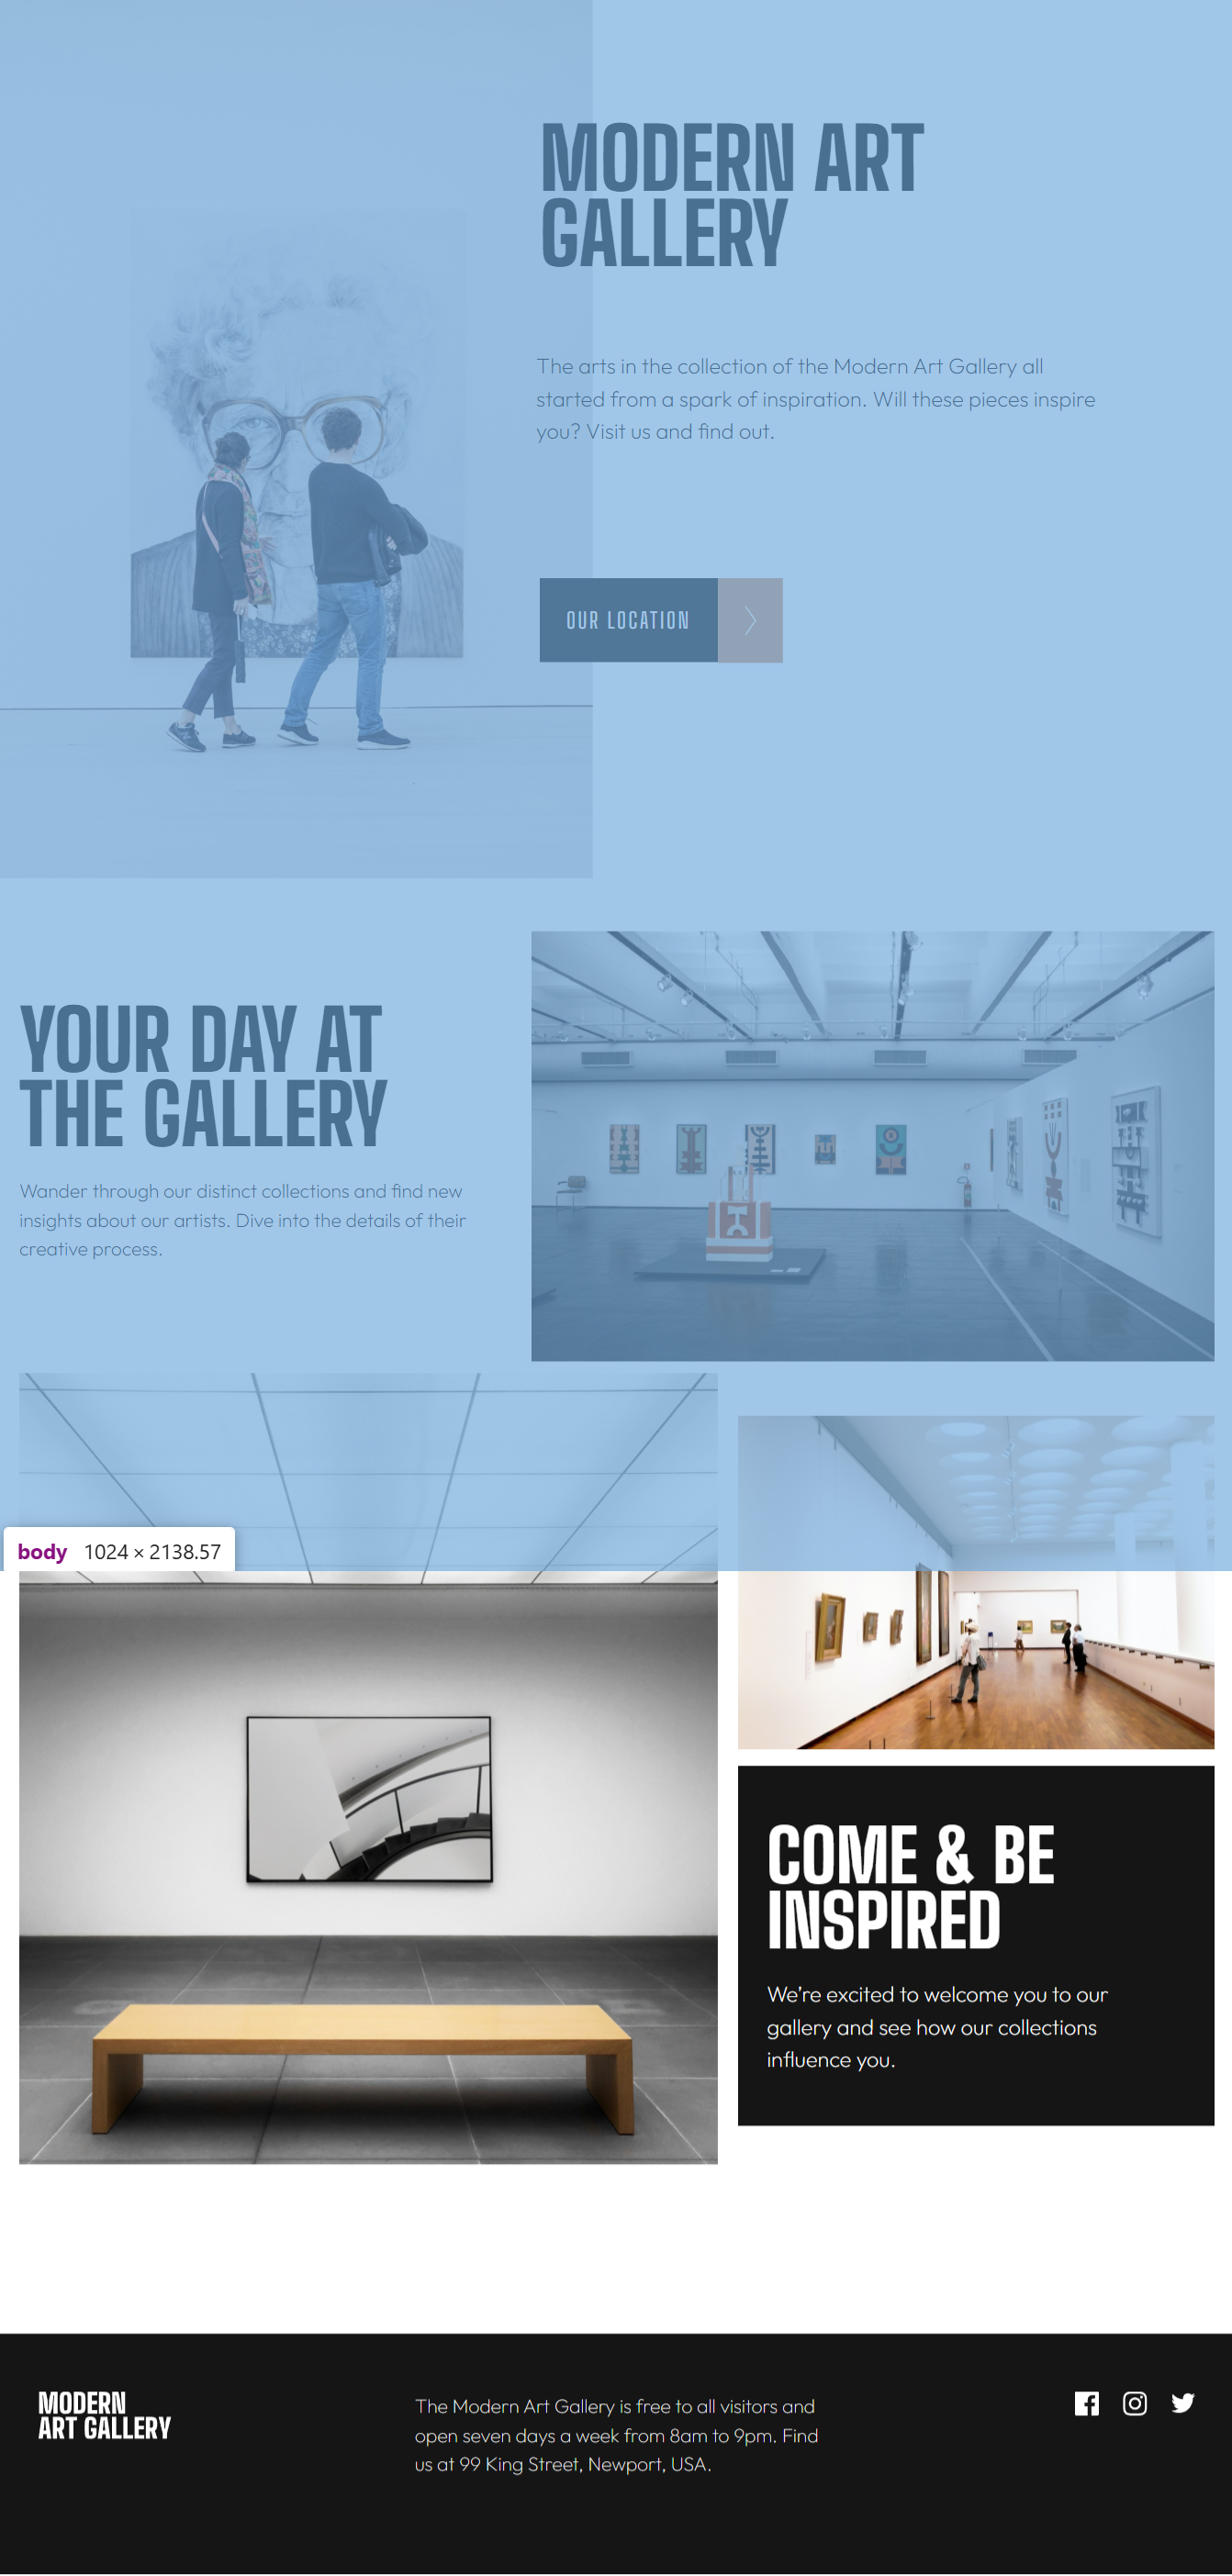 MODERN ART
GALLERY
The arts in the collection of the Modern Art Gallery all
started from a spark of inspiration. Will these pieces inspire
you? Visit us and find out.
OUR LOCATION
YOUR DAY AT
THE GALLERY
Wander through our distinct collections and find new
insights about our artists. Dive into the details of their
creative process.
body 1024 × 2138.57
COME & BE
INSPIRED
We're excited to welcome you to our
gallery and see how our collections
influence you.
MODERN
ART GALLERY
The Modern Art Gallery is free to all visitors and
open seven days a week from 8am to 9pm. Find
us at 99 King Street, Newport, USA.